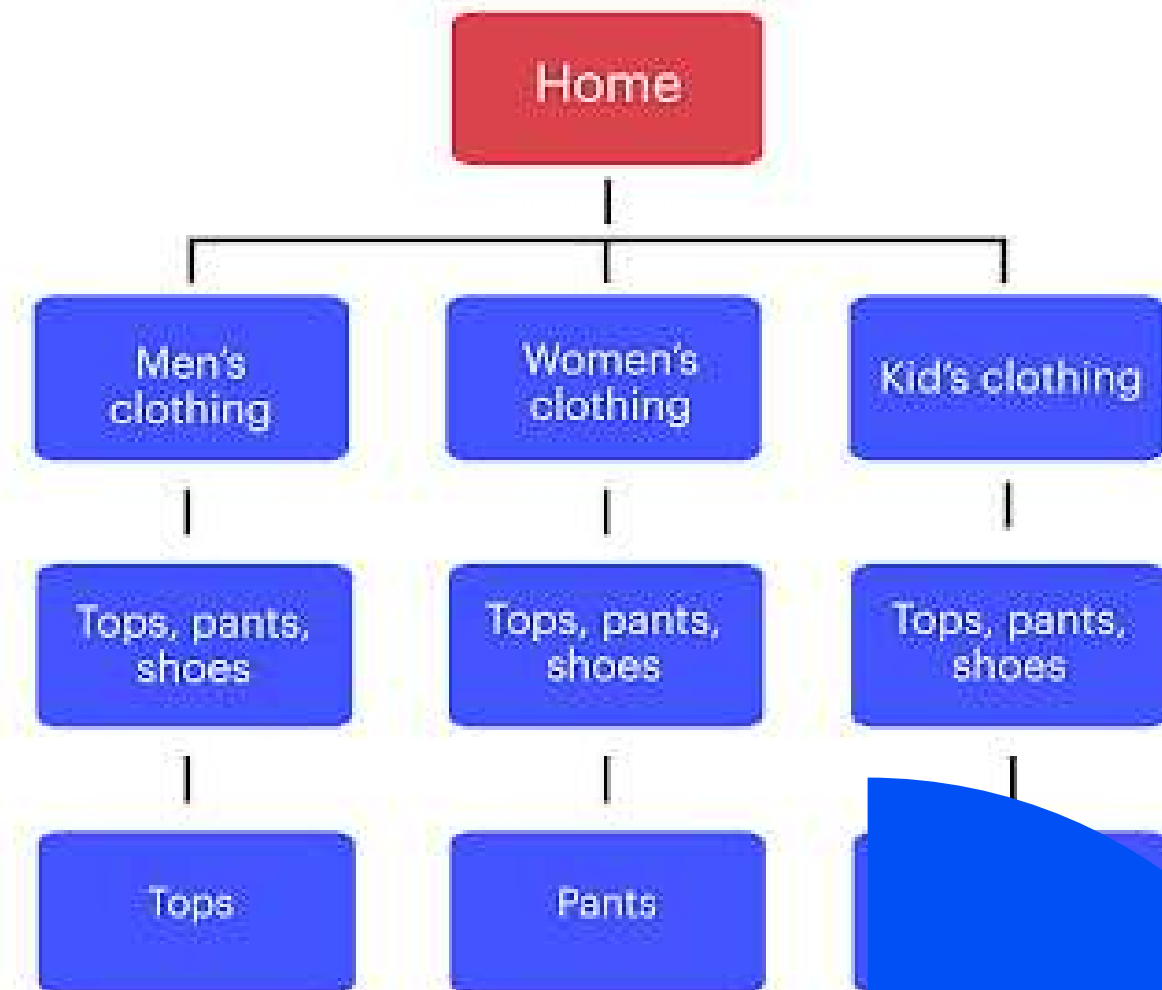 Home
Men's
clothing
Women's
clothing
Kid's clothing
Tops, pants,
shoes
Tops, pants,
shoes
Tops, pants,
shoes
Tops
Pants